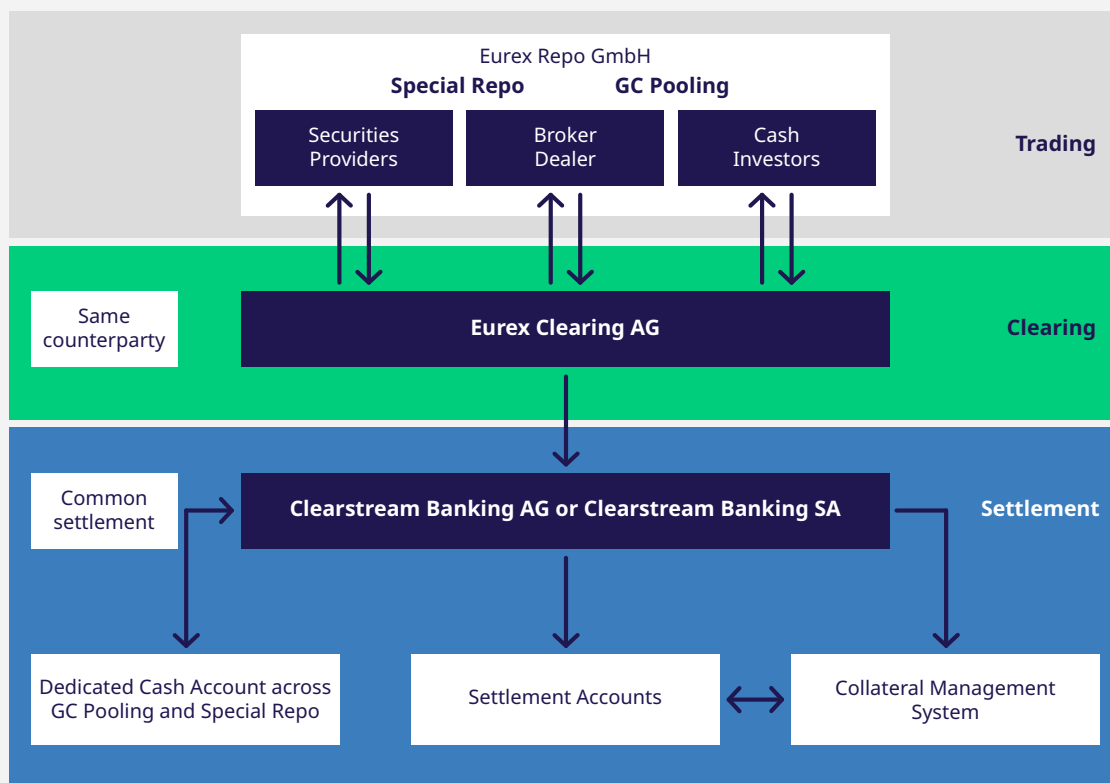 Eurex Repo GmbH
Special Repo GC Pooling
Securities
Providers
Broker
Dealer
Cash
Investors
Trading
Same
counterparty
Eurex Clearing AG
Clearing
Common
settlement
Clearstream Banking AG or Clearstream Banking SA
Settlement
Dedicated Cash Account across
GC Pooling and Special Repo
Settlement Accounts
Collateral Management
System